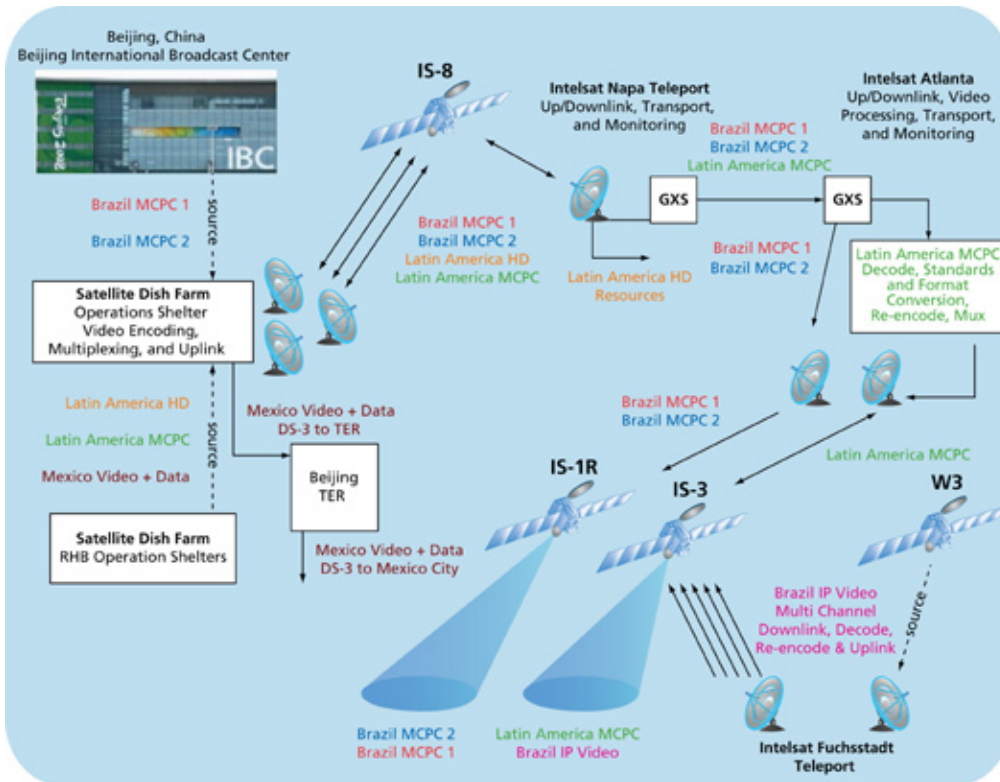 Beijing, China
Beijing International Broadcast Center
IBC
Brazil MCPC 1
Brazil MCPC 2
source
Satellite Dish Farm
Operations Shelter
Video Encoding,
Multiplexing, and Uplink
Latin America HD
Latin America MCPC
Mexico Video + Data
source
Satellite Dish Farm
RHB Operation Shelters
Mexico Video + Data
DS-3 to TER
Beijing
TER
Mexico Video + Data
DS-3 to Mexico City
IS-8
Brazil MCPC 1
Brazil MCPC 2
Latin America HD
Latin America MCPC
Intelsat Napa Teleport
Up/Downlink, Transport,
and Monitoring
GXS
Latin America HD
Resources
Brazil MCPC 1
Brazil MCPC 2
Latin America MCPC
Intelsat Atlanta
Up/Downlink, Video
Processing, Transport,
and Monitoring
GXS
Brazil MCPC 1
Brazil MCPC 2
Latin America MCPC
Decode, Standards
and Format
Conversion,
Re-encode, Mux
Brazil MCPC 1
Brazil MCPC 2
Latin America MCPC
IS-1R
IS-3
W3
Brazil IP Video
Multi Channel
Downlink, Decode,
Re-encode & Uplink
source
Brazil MCPC 2
Brazil MCPC 1
Latin America MCPC
Brazil IP Video
Intelsat Fuchsstadt
Teleport